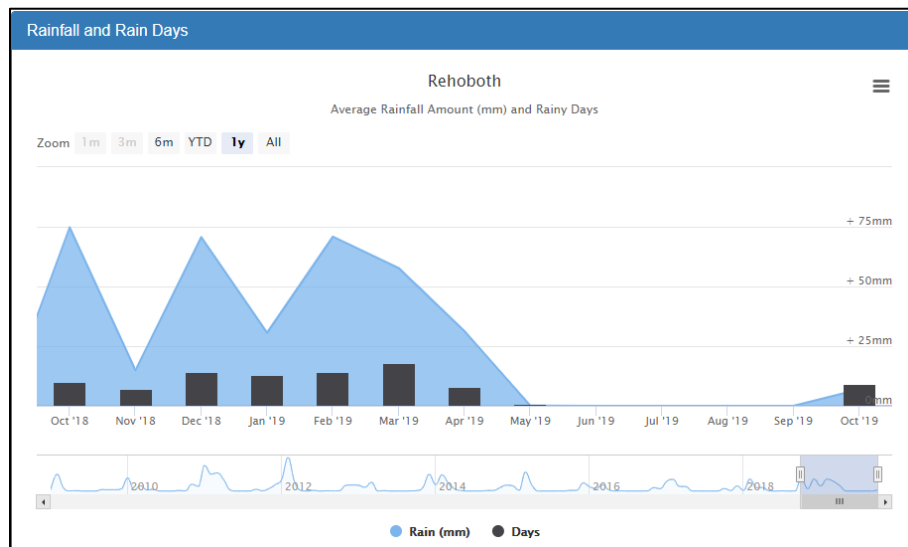 Rainfall and Rain Days
Rehoboth
Average Rainfall Amount (mm) and Rainy Days
Zoom 1m 3m 6m YTD 1y All
+ 75mm
+ 50mm
+ 25mm
0mm
Oct '18 Nov '18 Dec '18 Jan '19 Feb '19 Mar '19 Apr '19 May '19 Jun '19 Jul '19 Aug '19 Sep '19 Oct '19
2010 2012 2014 2016 2018
Rain (mm) Days